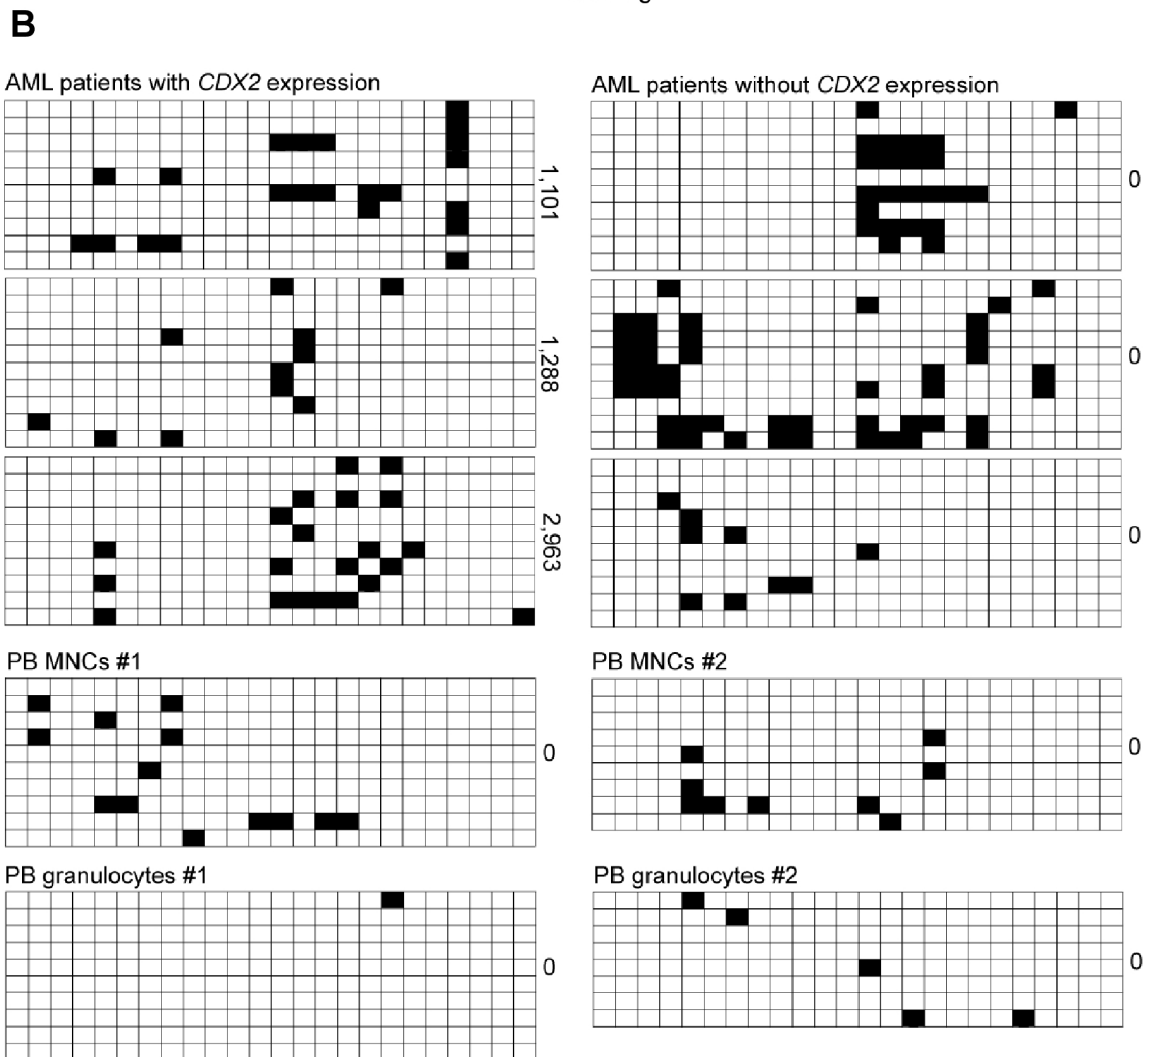 B
AML patients with CDX2 expression
1,101
1,288
2,963
AML patients without CDX2 expression
0
0
0
PB MNCs #1
0
PB MNCs #2
0
PB granulocytes #1
0
PB granulocytes #2
0